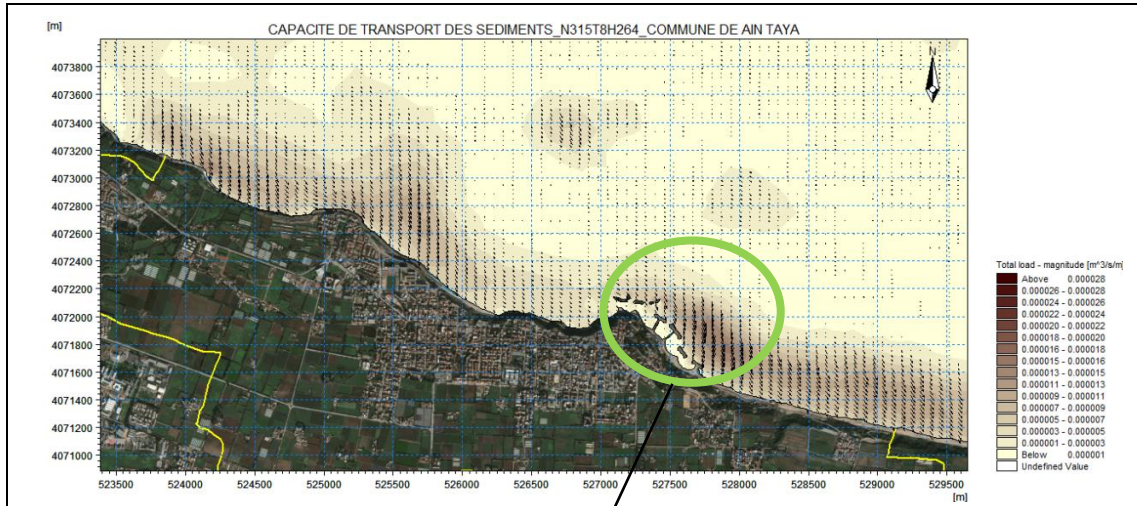 [m]
CAPACITE DE TRANSPORT DES SEDIMENTS_N315T8H264_COMMUNE DE AIN TAYA
N
4073800
4073600
4073400
4073200
4073000
4072800
4072600
4072400
4072200
4072000
4071800
4071600
4071400
4071200
4071000
523500 524000 524500 525000 525500 526000 526500 527000 527500 528000 528500 529000 529500
[m]
Total load - magnitude [m^3/s/m]
Above 0.000028
0.000026 - 0.000028
0.000024 - 0.000026
0.000022 - 0.000024
0.000020 - 0.000022
0.000018 - 0.000020
0.000016 - 0.000018
0.000015 - 0.000016
0.000013 - 0.000015
0.000011 - 0.000013
0.000009 - 0.000011
0.000007 - 0.000009
0.000005 - 0.000007
0.000003 - 0.000005
0.000001 - 0.000003
Below 0.000001
Undefined Value